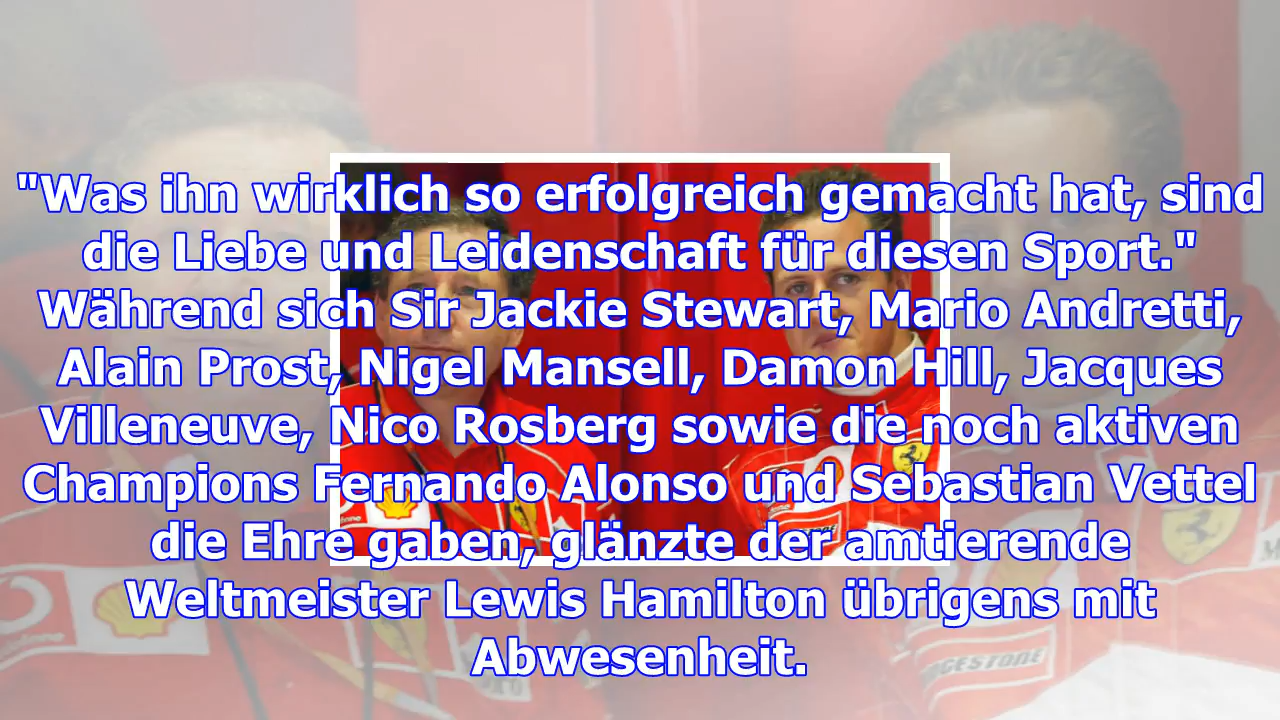 "Was ihn wirklich so erfolgreich gemacht hat, sind
die Liebe und Leidenschaft für diesen Sport."
Während sich Sir Jackie Stewart, Mario Andretti,
Alain Prost, Nigel Mansell, Damon Hill, Jacques
Villeneuve, Nico Rosberg sowie die noch aktiven
Champions Fernando Alonso und Sebastian Vettel
die Ehre gaben, glänzte der amtierende
Weltmeister Lewis Hamilton übrigens mit
Abwesenheit.
BRIDGESTONE